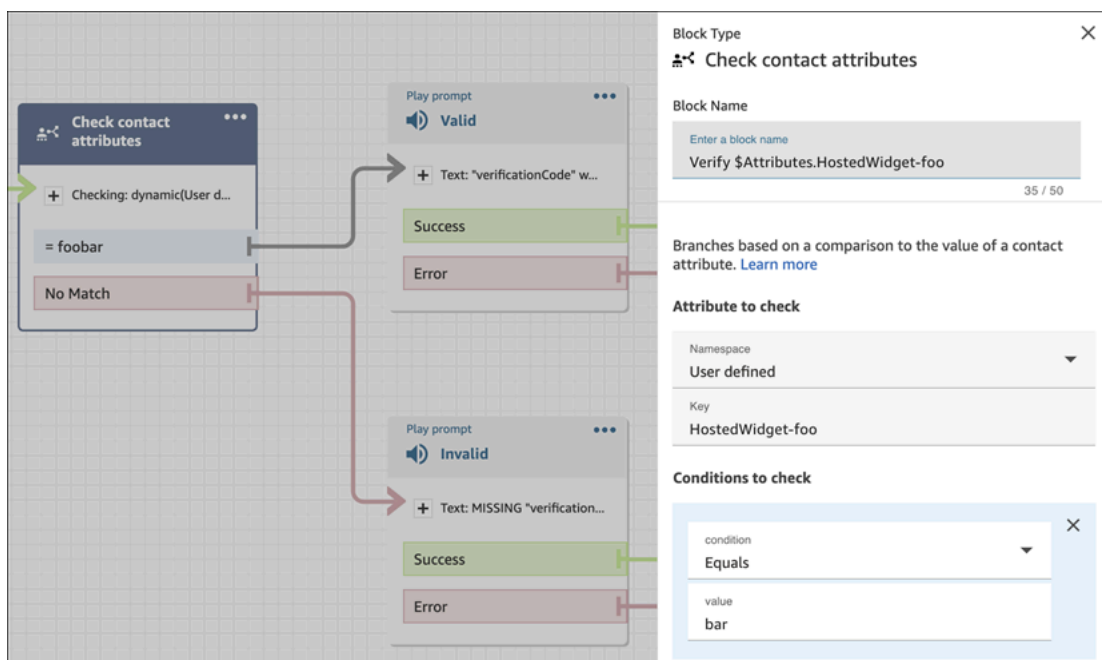 Check contact
attributes
Checking: dynamic(User d...
= foobar
No Match
Play prompt
Valid
Text: "verificationCode" w...
Success
Error
Play prompt
Invalid
Text: MISSING "verification...
Success
Error
Block Type
Check contact attributes
Block Name
Enter a block name
Verify $Attributes.HostedWidget-foo
35 / 50
Branches based on a comparison to the value of a contact
attribute. Learn more
Attribute to check
Namespace
User defined
Key
HostedWidget-foo
Conditions to check
condition
Equals
value
bar